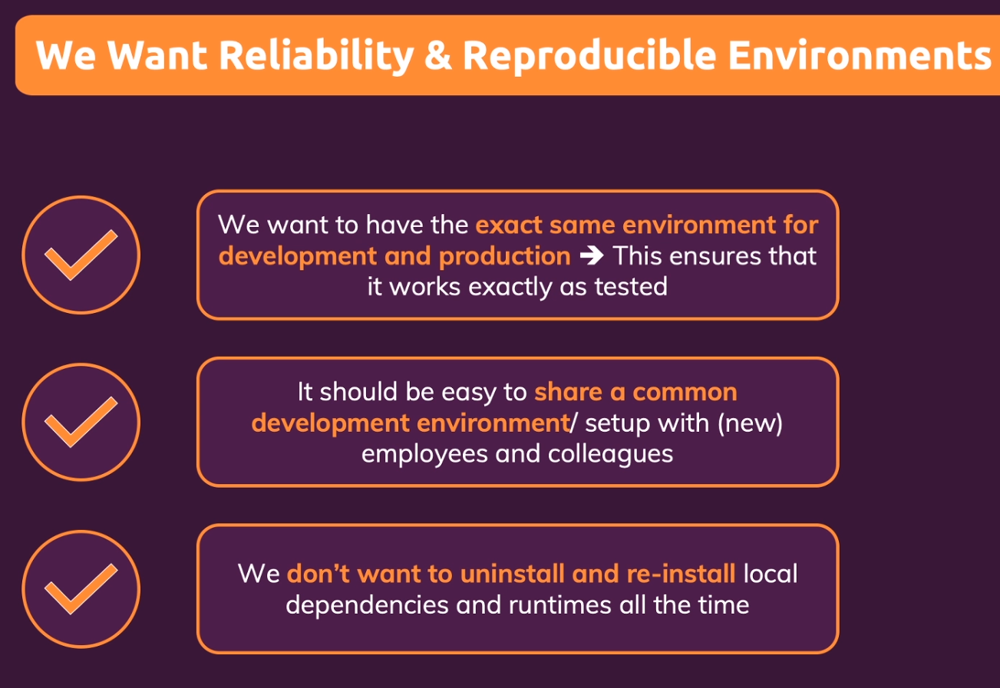 We Want Reliability & Reproducible Environments
We want to have the exact same environment for
development and production ➔ This ensures that
it works exactly as tested
It should be easy to share a common
development environment/ setup with (new)
employees and colleagues
We don’t want to uninstall and re-install local
dependencies and runtimes all the time